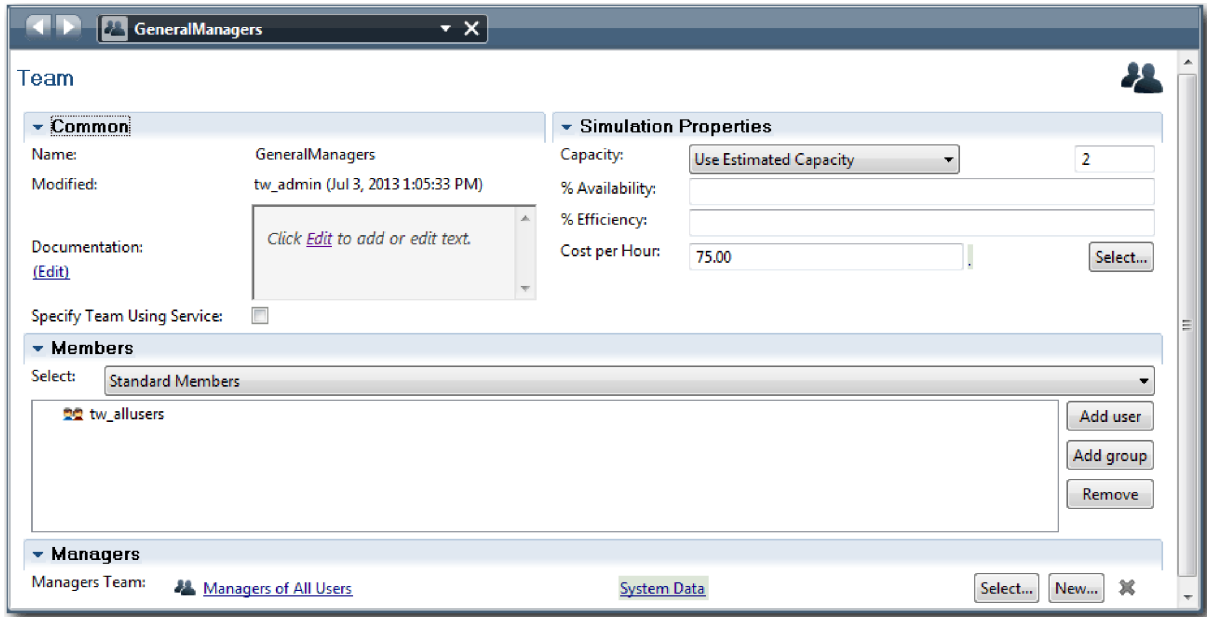 GeneralManagers
Team
Common
Name: GeneralManagers
Modified: tw_admin (Jul 3, 2013 1:05:33 PM)
Documentation:
(Edit)
Click Edit to add or edit text.
Specify Team Using Service:
Simulation Properties
Capacity: Use Estimated Capacity 2
% Availability:
% Efficiency:
Cost per Hour: 75.00 . Select...
Members
Select: Standard Members
tw_allusers
Add user
Add group
Remove
Managers
Managers Team: Managers of All Users System Data Select... New...